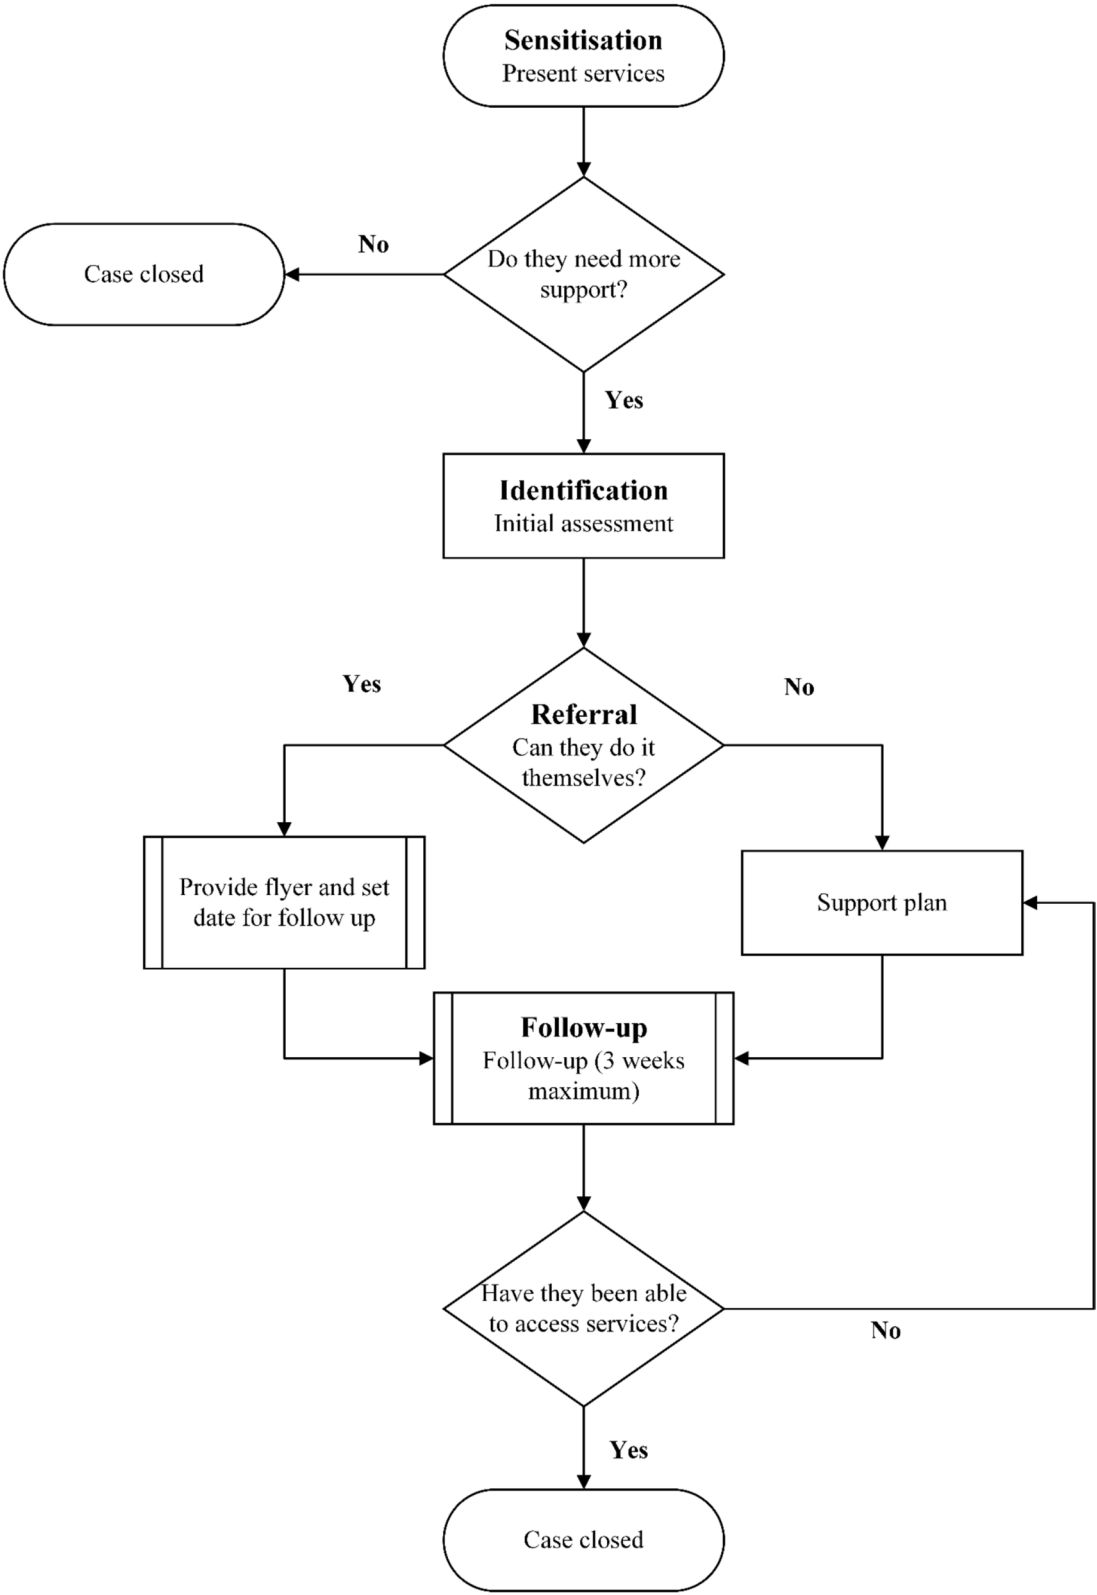 Sensitisation
Present services
No
Case closed
Do they need more
support?
Yes
Identification
Initial assessment
Yes
No
Referral
Can they do it
themselves?
Provide flyer and set
date for follow up
Support plan
Follow-up
Follow-up (3 weeks
maximum)
Have they been able
to access services?
No
Yes
Case closed